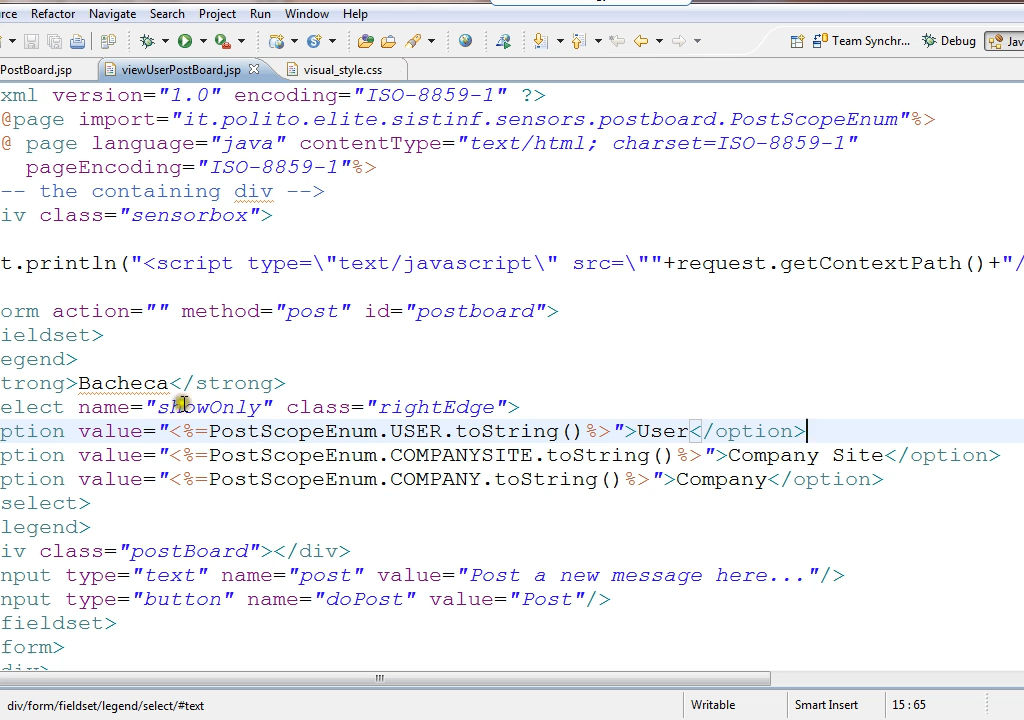 rce Refactor Navigate Search Project Run Window Help
Team Synchr... Debug Jav
PostBoard.jsp viewUserPostBoard.jsp visual_style.css
xml version="1.0" encoding="ISO-8859-1" ?>
@page import="it.polito.elite.sistinf.sensors.postboard.PostScopeEnum"%>
@ page language="java" contentType="text/html; charset=ISO-8859-1"
pageEncoding="ISO-8859-1"%>
-- the containing div -->
iv class="sensorbox">
t.println("<script type=\"text/javascript\" src=\""+request.getContextPath()+"/
orm action="" method="post" id="postboard">
ieldset>
egend>
trong>Bacheca</strong>
elect name="showOnly" class="rightEdge">
ption value="<%=PostScopeEnum.USER.toString()%>">User</option>
ption value="<%=PostScopeEnum.COMPANYSITE.toString()%>">Company Site</option>
ption value="<%=PostScopeEnum.COMPANY.toString()%>">Company</option>
select>
legend>
iv class="postBoard"></div>
nput type="text" name="post" value="Post a new message here..."/>
nput type="button" name="doPost" value="Post"/>
fieldset>
form>
div>
div/form/fieldset/legend/select/#text Writable Smart Insert 15 : 65